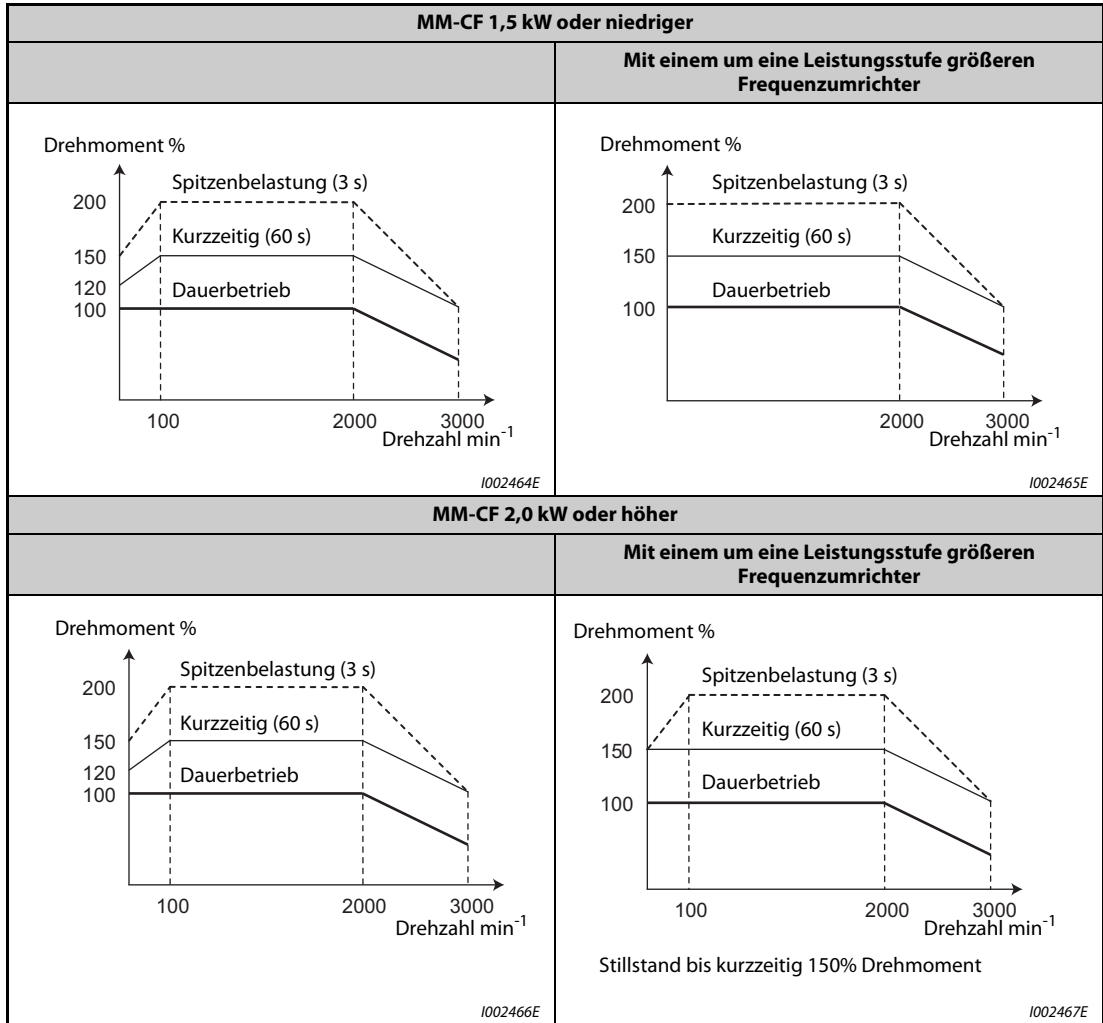 MM-CF 1,5 kW oder niedriger
Mit einem um eine Leistungsstufe größeren
Frequenzumrichter
Drehmoment %
Spitzenbelastung (3 s)
200
Kurzzeitig (60 s)
150
120
Dauerbetrieb
100
100
2000
3000
Drehzahl min-1
I002464E
Drehmoment %
Spitzenbelastung (3 s)
200
Kurzzeitig (60 s)
150
Dauerbetrieb
100
2000
3000
Drehzahl min-1
I002465E
MM-CF 2,0 kW oder höher
Mit einem um eine Leistungsstufe größeren
Frequenzumrichter
Drehmoment %
Spitzenbelastung (3 s)
200
Kurzzeitig (60 s)
150
120
Dauerbetrieb
100
100
2000
3000
Drehzahl min-1
I002466E
Drehmoment %
Spitzenbelastung (3 s)
200
Kurzzeitig (60 s)
150
Dauerbetrieb
100
100
2000
3000
Drehzahl min-1
Stillstand bis kurzzeitig 150% Drehmoment
I002467E